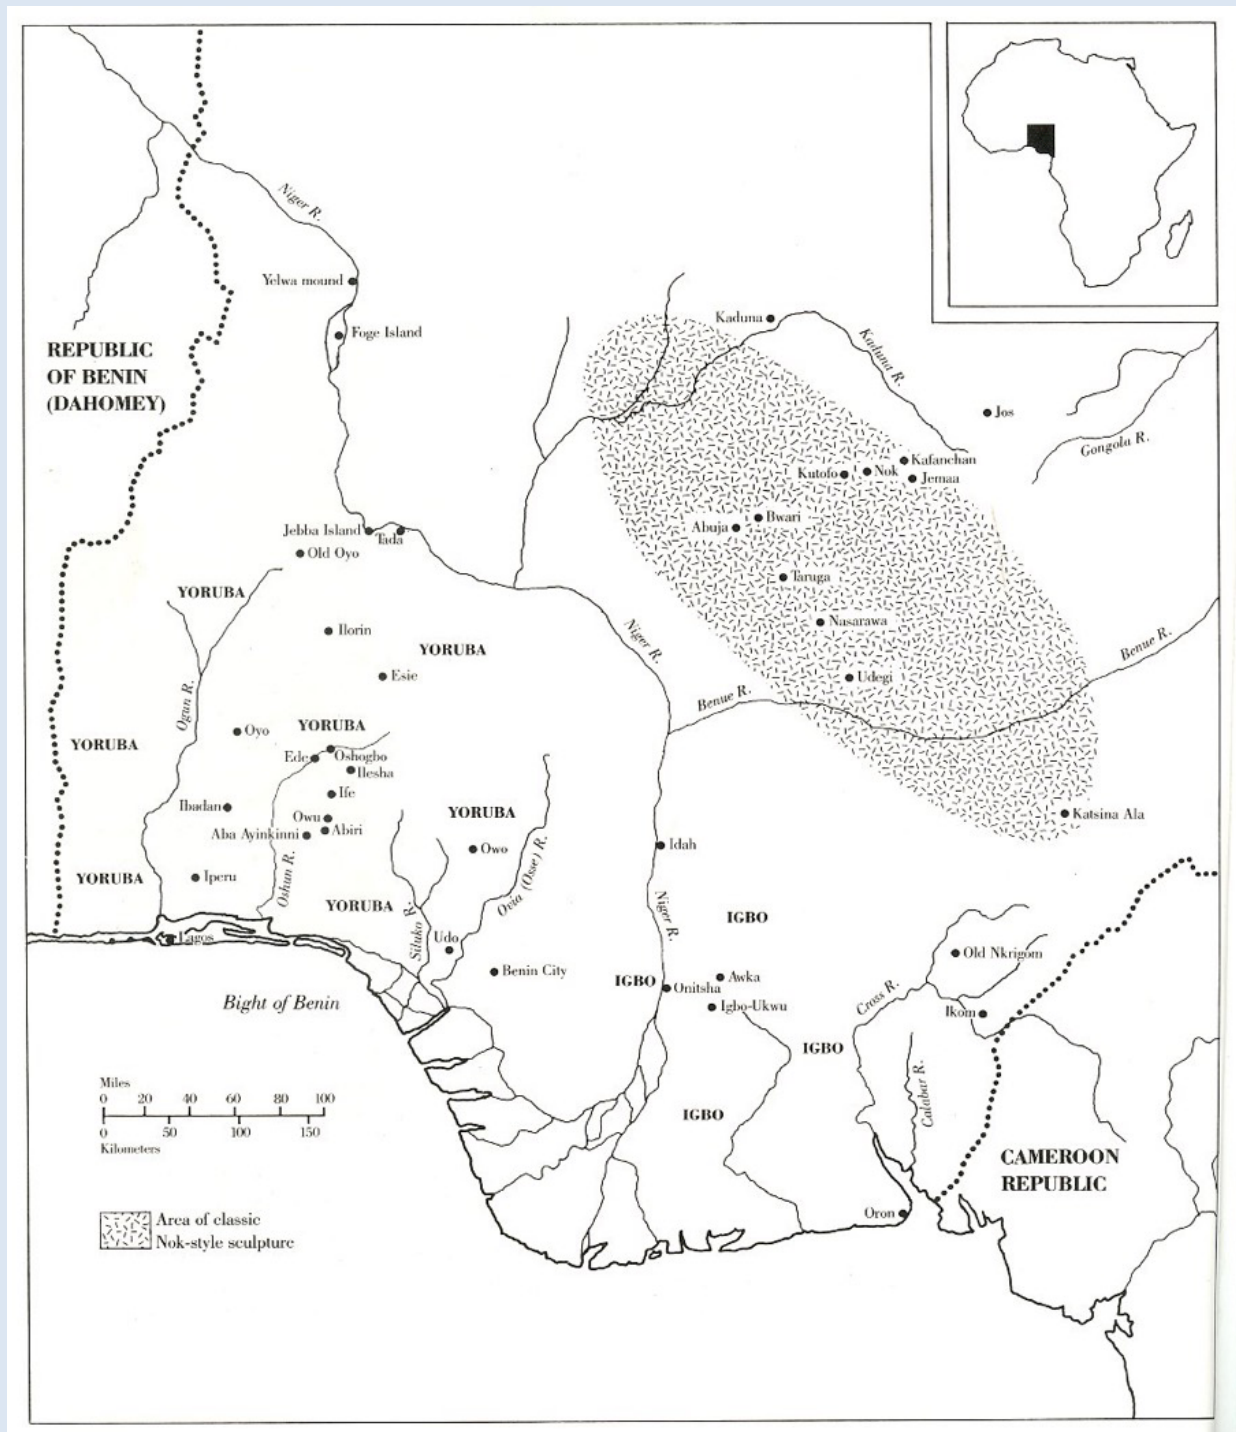 Niger R.
Yelwa mound
Foge Island
Kaduna
Kaduna R.
REPUBLIC
OF BENIN
(DAHOMEY)
Jos
Gongola R.
Kafanchan
Kutofo
Nok
Jemaa
Bwari
Abuja
Jebba Island
Tada
Old Oyo
Taruga
YORUBA
Nasarawa
Ilorin
Niger R.
YORUBA
Benue R.
Esie
Udegi
Benue R.
Ogun R.
YORUBA
Oyo
YORUBA
Ede
Oshogbo
Ilesha
Ife
Ibadan
YORUBA
Katsina Ala
Owu
Abiri
Aba Ayinkinni
Owo
Idah
Iperu
YORUBA
Oshun R.
Ovia (Osse) R.
YORUBA
Niger R.
IGBO
Siluko R.
Udo
Lagos
Old Nkrigom
Benin City
IGBO
Awka
Onitsha
Cross R.
Bight of Benin
Igbo-Ukwu
Ikom
IGBO
Calabar R.
Miles
0 20 40 60 80 100
0 50 100 150
Kilometers
IGBO
CAMEROON
REPUBLIC
Oron
Area of classic
Nok-style sculpture